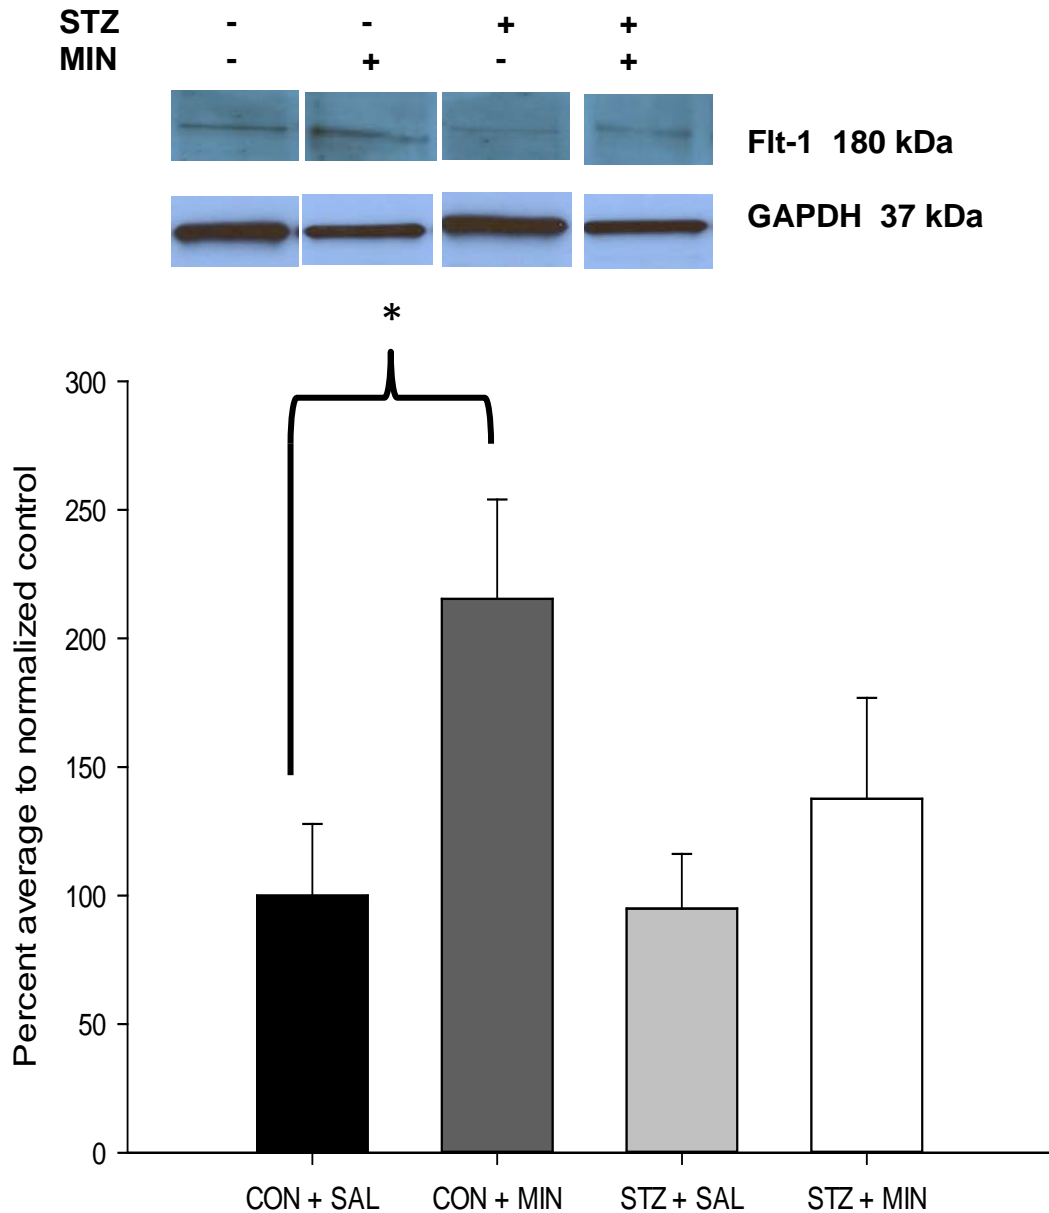 STZ - - + +
MIN - + - +
Flt-1 180 kDa
GAPDH 37 kDa
*
300
250
200
150
100
50
0
Percent average to normalized control
CON + SAL CON + MIN STZ + SAL STZ + MIN